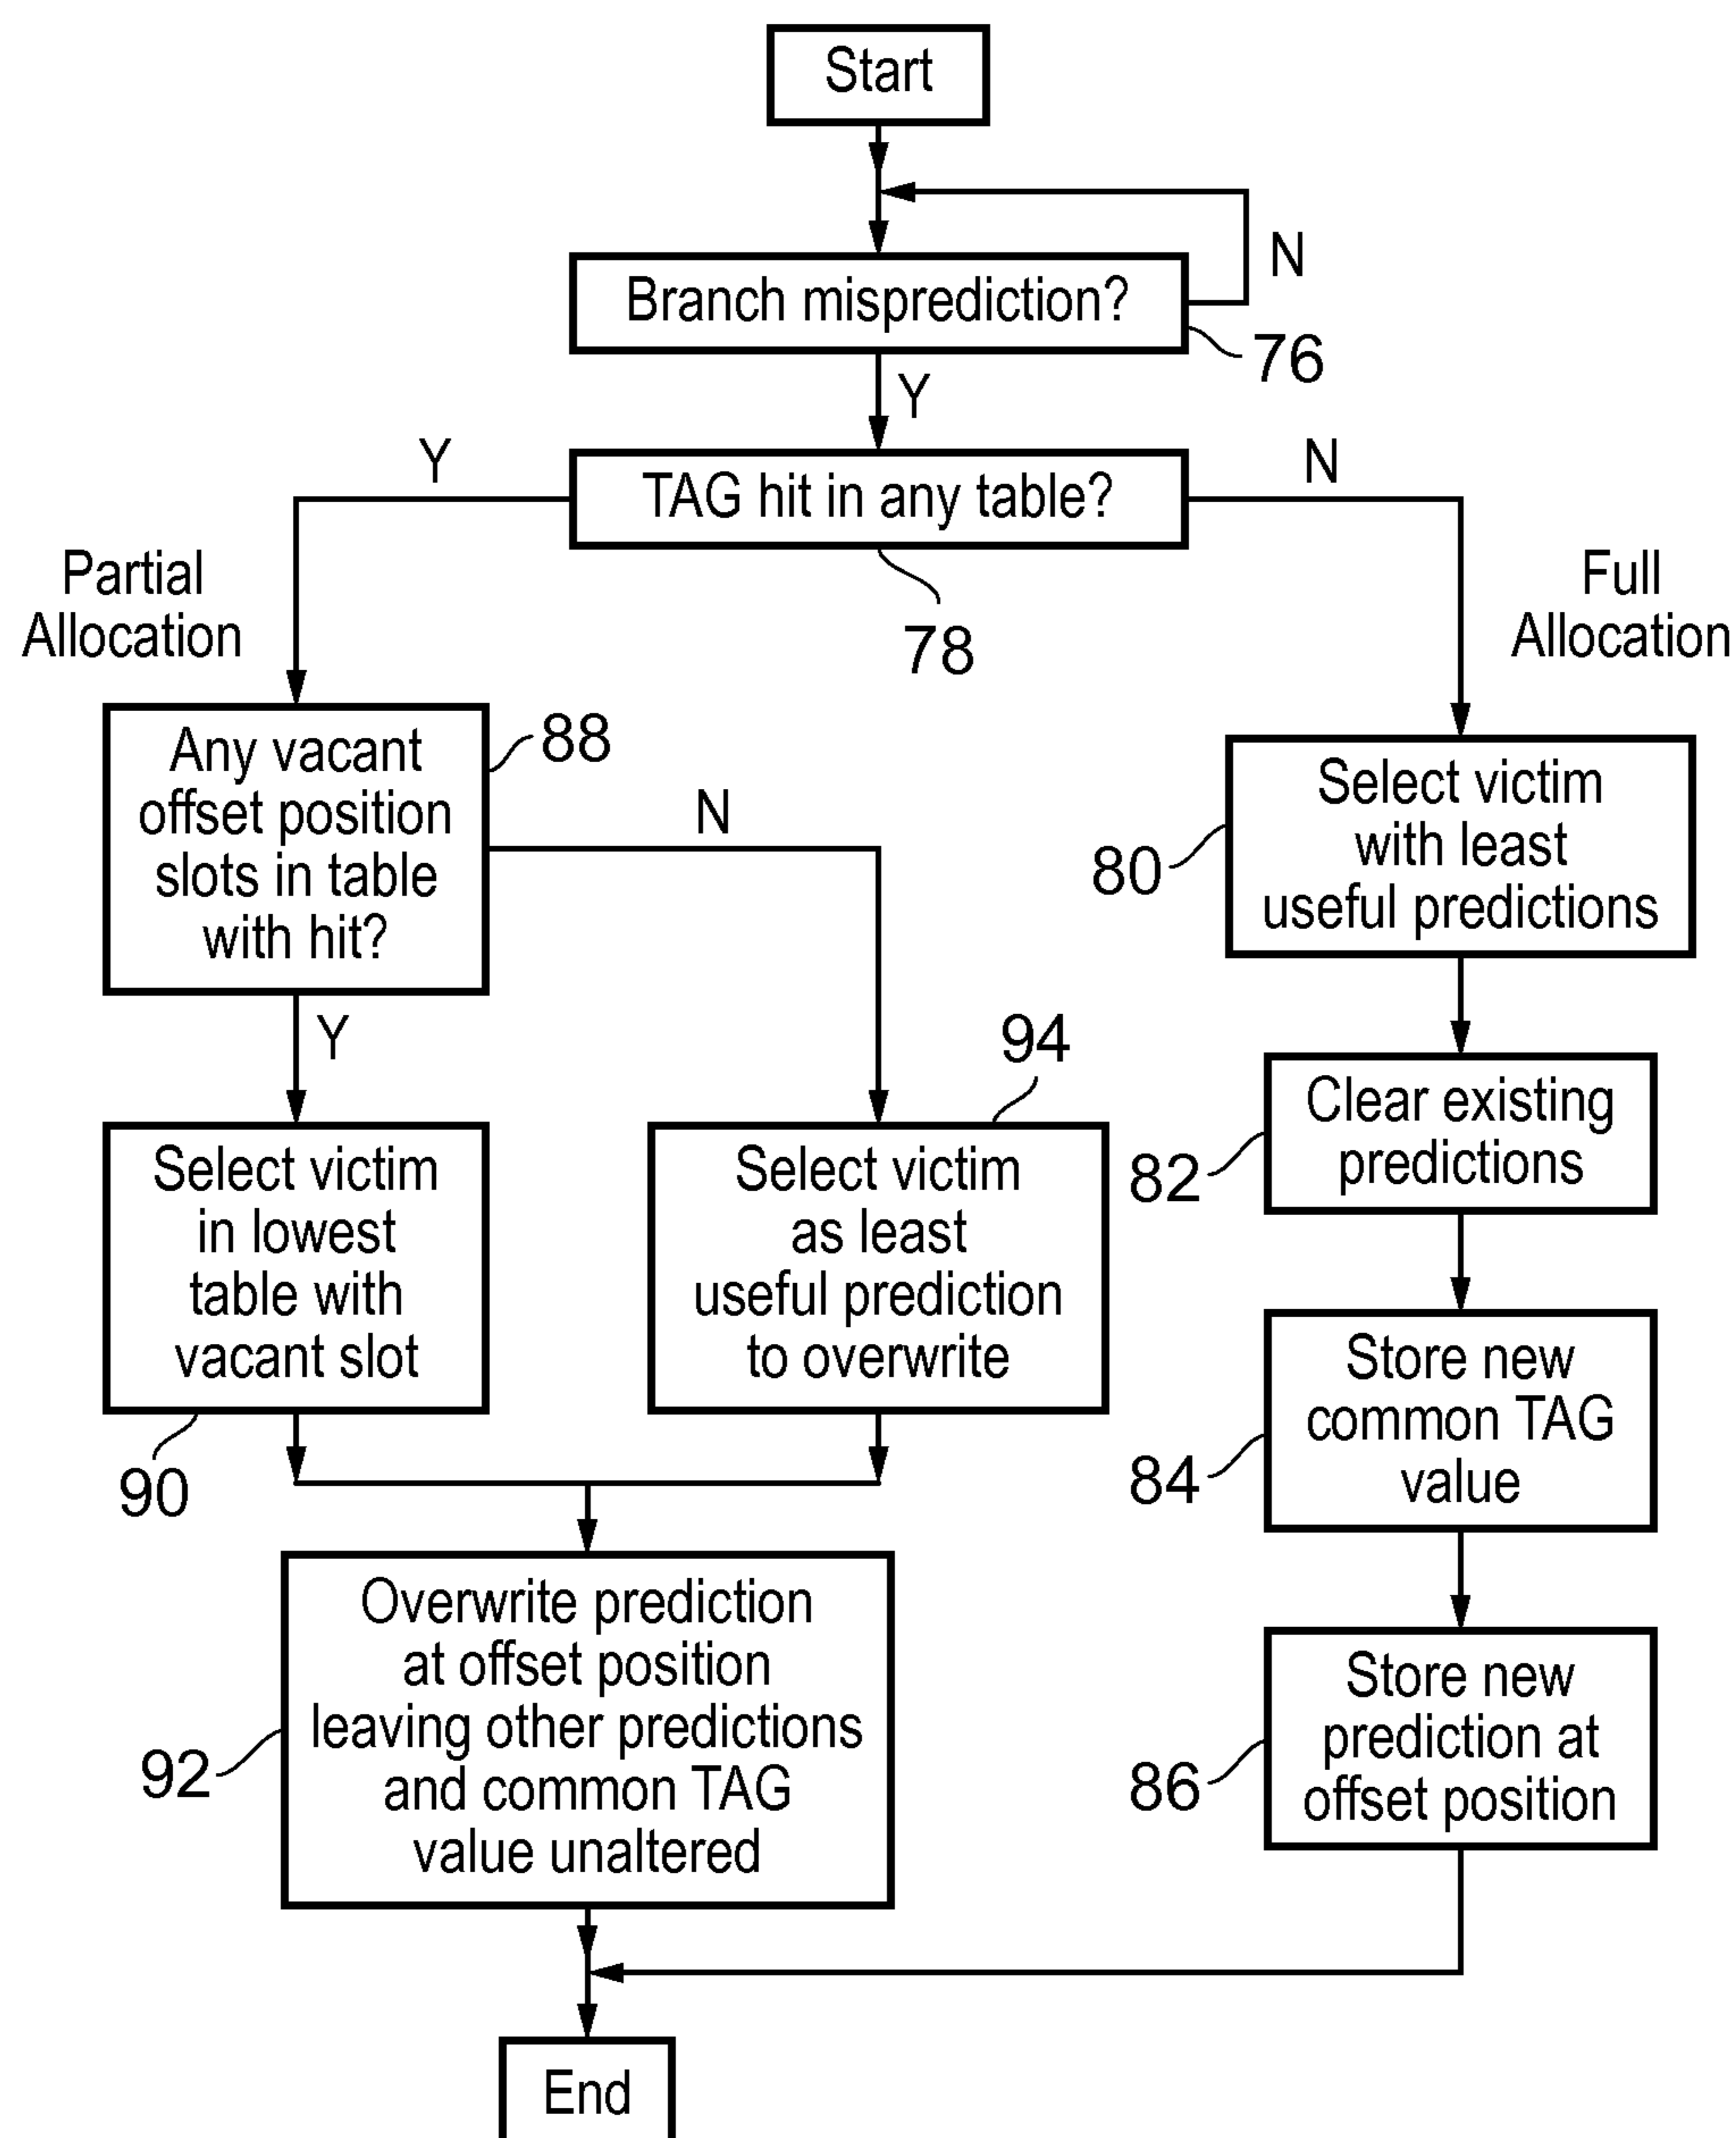 Start
Branch misprediction?
N
76
Y
TAG hit in any table?
Y
N
78
Partial
Allocation
Full
Allocation
Any vacant
offset position
slots in table
with hit?
88
N
Y
Select victim
in lowest
table with
vacant slot
90
Select victim
as least
useful prediction
to overwrite
94
Overwrite prediction
at offset position
leaving other predictions
and common TAG
value unaltered
92
Select victim
with least
useful predictions
80
Clear existing
predictions
82
Store new
common TAG
value
84
Store new
prediction at
offset position
86
End